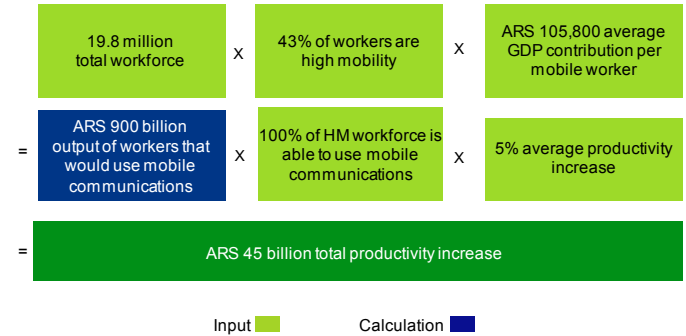 19.8 million
total workforce
X
43% of workers are
high mobility
X
ARS 105,800 average
GDP contribution per
mobile worker
=
ARS 900 billion
output of workers that
would use mobile
communications
X
100% of HM workforce is
able to use mobile
communications
X
5% average productivity
increase
=
ARS 45 billion total productivity increase
Input
Calculation